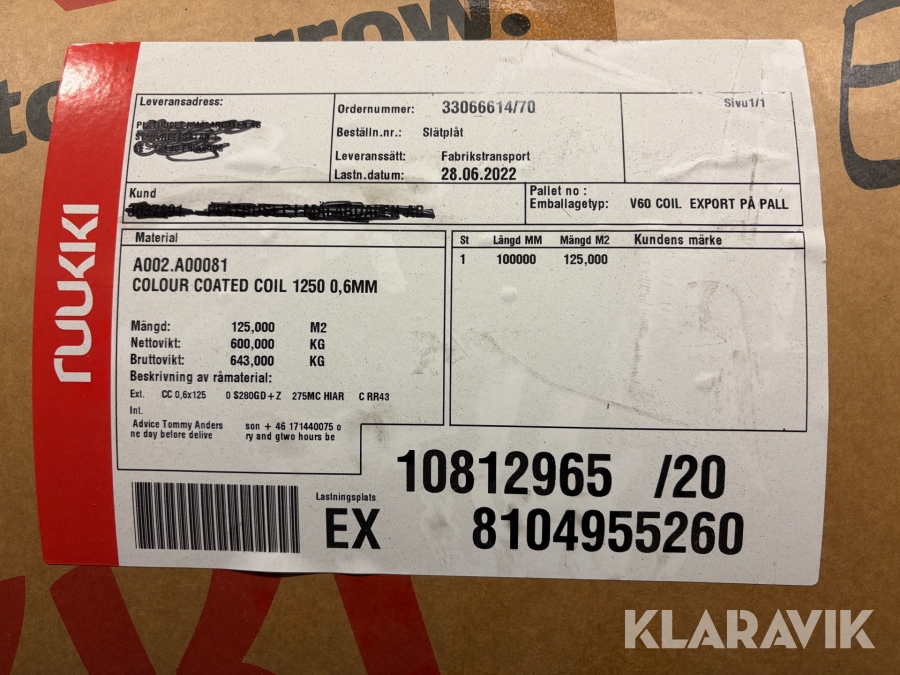 ruukki
Leveransadress:
Ordernummer: 33066614/70
Beställn.nr.: Slätplåt
Leveranssätt: Fabrikstransport
Lastn.datum: 28.06.2022
Sivu1/1
Kund
Pallet no :
Emballagetyp: V60 COIL. EXPORT PÅ PALL
Material
A002.A00081
COLOUR COATED COIL 1250 0,6MM
Mängd: 125,000 M2
Nettovikt: 600,000 KG
Bruttovikt: 643,000 KG
Beskrivning av råmaterial:
Ext. CC 0,6x125 0 S280GD+Z 275MC HIAR C RR43
Int.
Advice Tommy Anders son + 46 171440075 o
ne day before delive ry and gtwo hours be
St Längd MM Mängd M2 Kundens märke
1 100000 125,000
10812965 /20
Lastningsplats
EX 8104955260
KLARAVIK